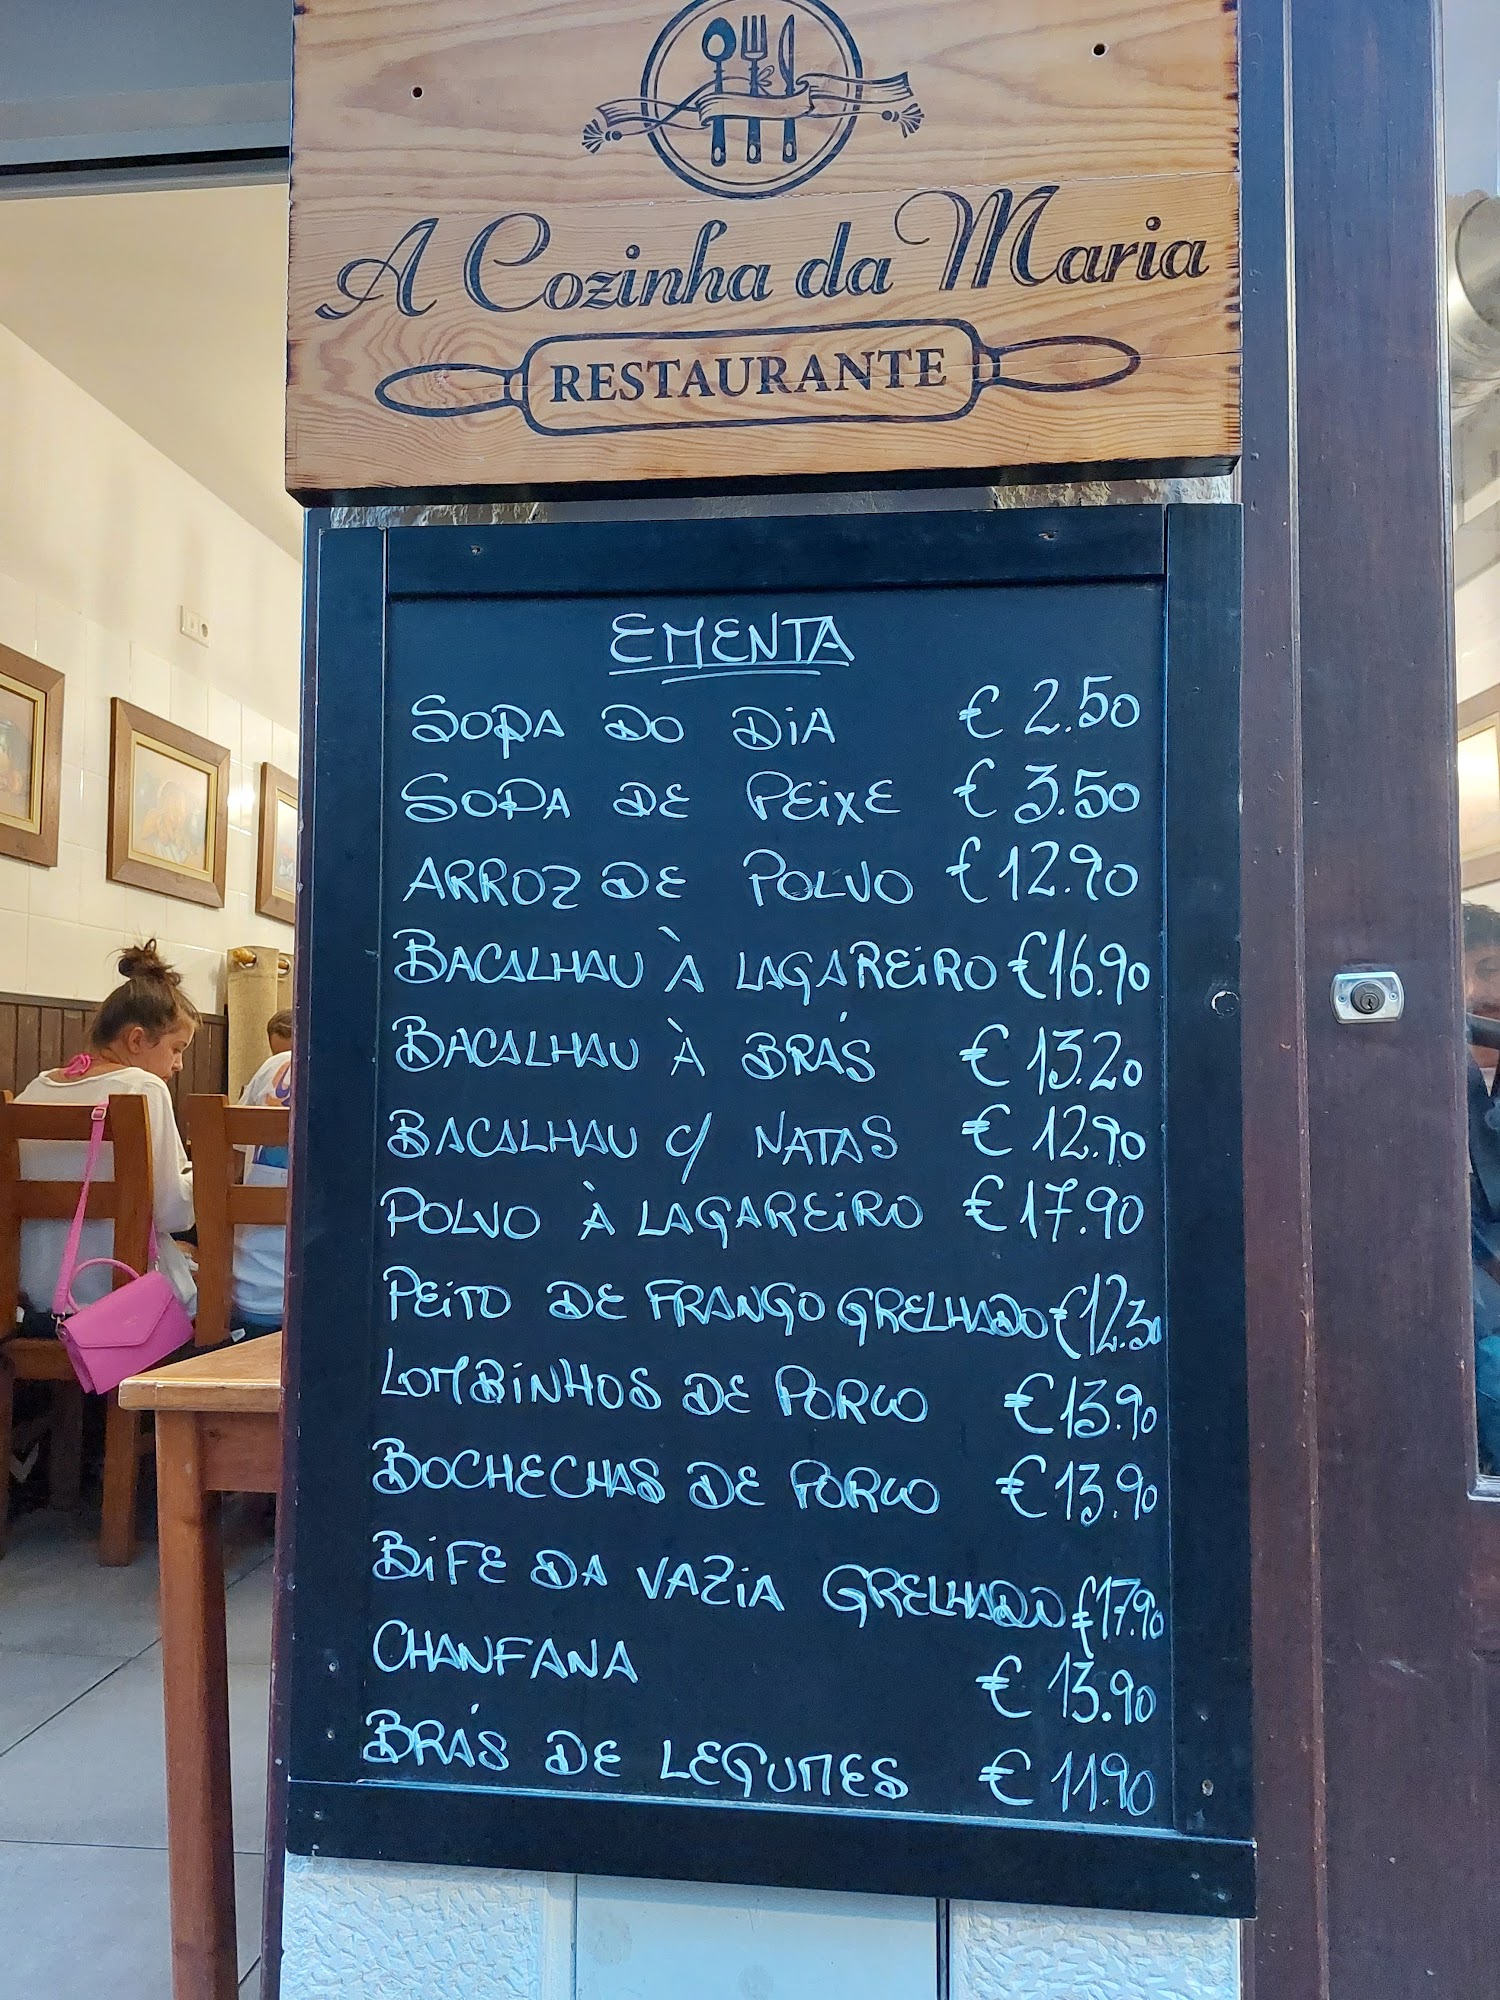 A Cozinha da Maria
RESTAURANTE
EMENTA
SOPA DO DIA € 2.50
SOPA DE PEIXE € 3.50
ARROZ DE POLVO €12.90
BACALHAU À LAGAREIRO €16.90
BACALHAU À BRÁS € 13.20
BACALHAU C/ NATAS € 12.90
POLVO À LAGAREIRO €17.90
PEITO DE FRANGO GRELHADO €12.30
LOMBINHOS DE PORCO €13.90
BOCHECHAS DE PORCO €13.90
BIFE DA VAZIA GRELHADO €17.90
CHANFANA € 13.90
BRÁS DE LEGUMES € 11.90